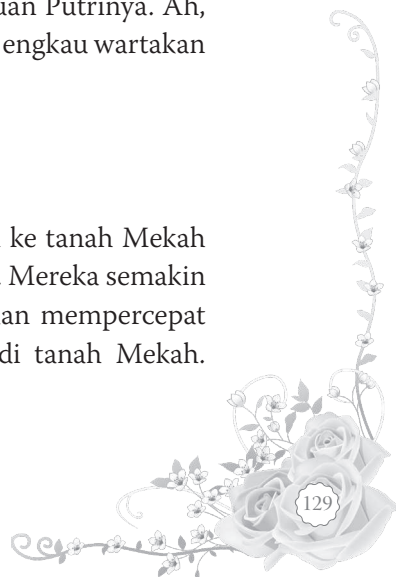 uan Putrinya. Ah,
engkau wartakan
ke tanah Mekah
. Mereka semakin
an mempercepat
di tanah Mekah.
129